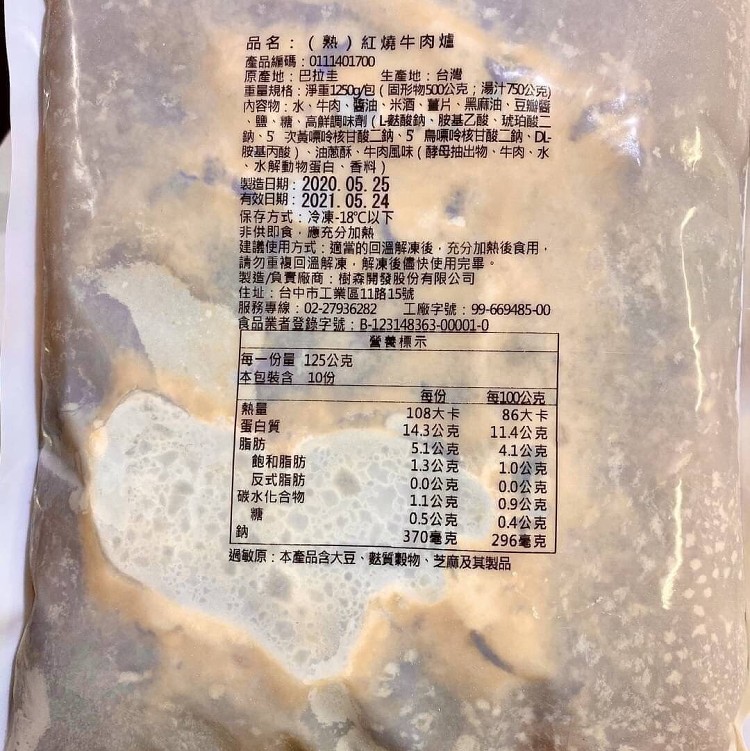 品名：（熟）紅燒牛肉爐
產品編碼：0111401700
原產地：巴拉圭　生產地：台灣
重量規格：淨重1250g/包（固形物500公克；湯汁750公克）
內容物：水、牛肉、醬油、米酒、薑片、黑麻油、豆瓣醬
、鹽、糖、高鮮調味劑（L-麩酸鈉、胺基乙酸、琥珀酸二
鈉、5´次黃嘌呤核苷酸二鈉、5´鳥嘌呤核苷酸二鈉、DL-
胺基丙酸）、油蔥酥、牛肉風味（酵母抽出物、牛肉、水
、水解動物蛋白、香料）
製造日期：2020.05.25
有效日期：2021.05.24
保存方式：冷凍-18℃以下
非供即食，應充分加熱
建議使用方式：適當的回溫解凍後，充分加熱後食用，
請勿重複回溫解凍，解凍後儘快使用完畢。
製造/負責廠商：樹森開發股份有限公司
住址：台中市工業區11路15號
服務專線：02-27936282　工廠字號：99-669485-00
食品業者登錄字號：B-123148363-00001-0
營養標示
每一份量 125公克
本包裝含 10份
每份　每100公克
熱量　108大卡　86大卡
蛋白質　14.3公克　11.4公克
脂肪　5.1公克　4.1公克
飽和脂肪　1.3公克　1.0公克
反式脂肪　0.0公克　0.0公克
碳水化合物　1.1公克　0.9公克
糖　0.5公克　0.4公克
鈉　370毫克　296毫克
過敏原：本產品含大豆、麩質穀物、芝麻及其製品